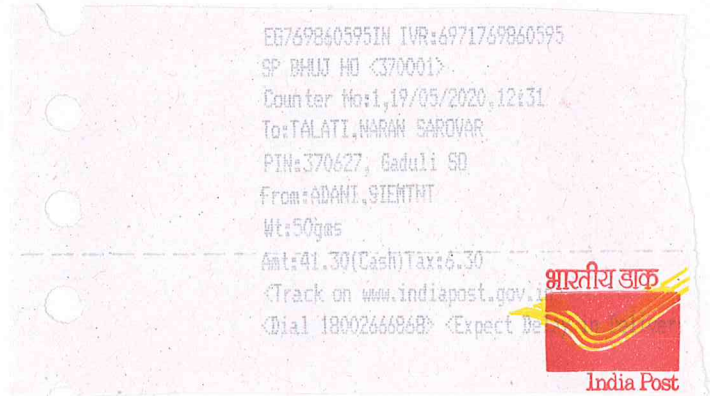 EG769860595IN IVR:6971769860595
SP BHUJ HO <370001>
Counter No:1,19/05/2020,12:31
To:TALATI,NARAN SAROVAR
PIN:370627, Gaduli SO
From:ADANI,
Wt:50gms
Amt:41.30(Cash)Tax:6.30
<Track on www.indiapost.gov.
<Dial 18002666868> <Expect
भारतीय डाक
India Post